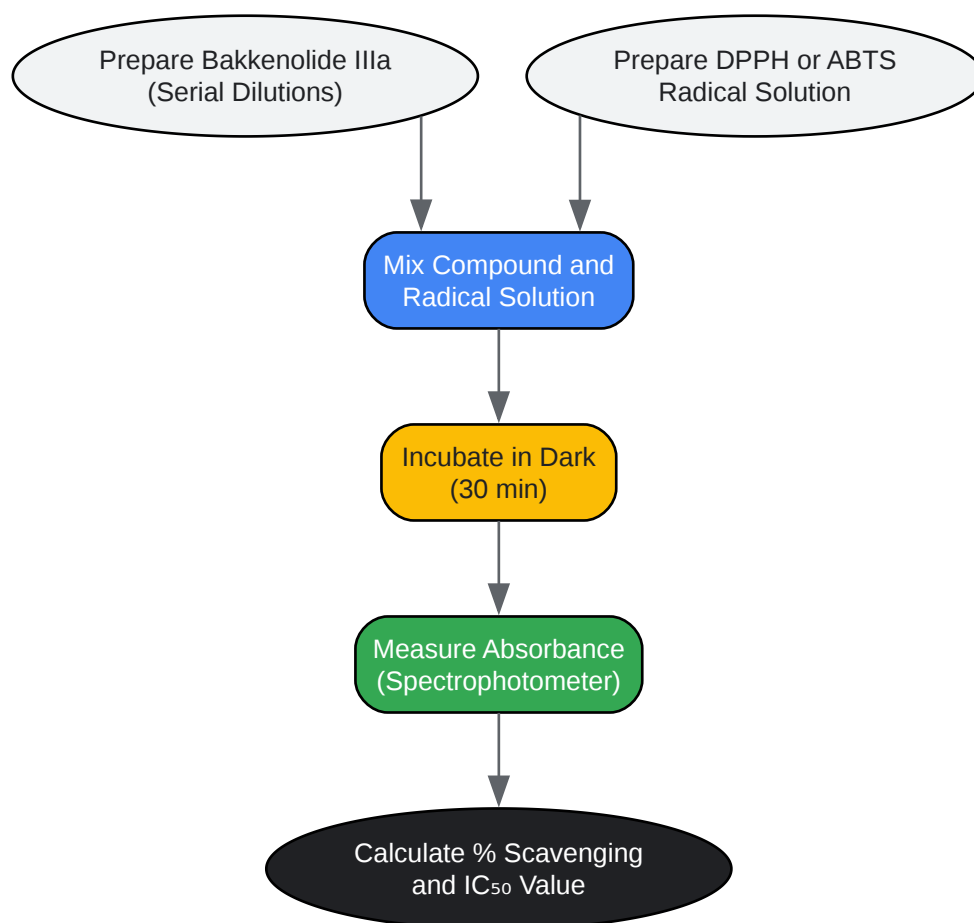 Prepare Bakkenolide IIIa
(Serial Dilutions)
Prepare DPPH or ABTS
Radical Solution
Mix Compound and
Radical Solution
Incubate in Dark
(30 min)
Measure Absorbance
(Spectrophotometer)
Calculate % Scavenging
and IC₅₀ Value